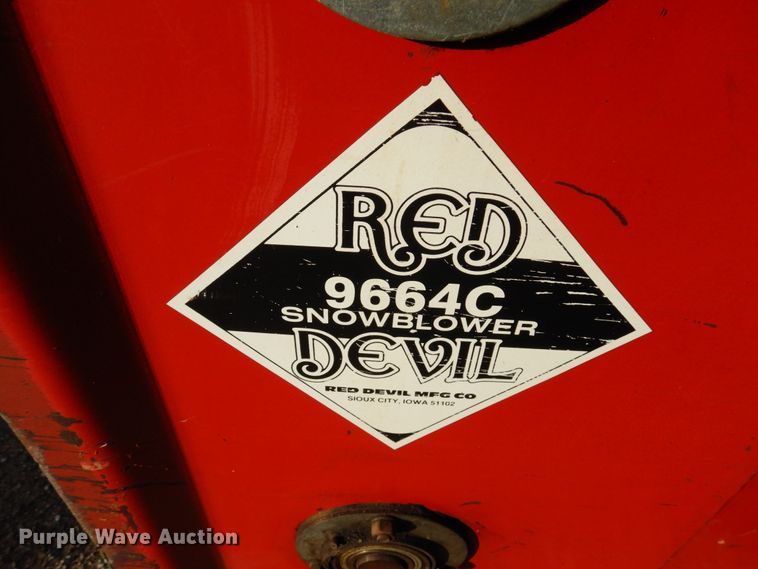 RED
9664C
SNOWBLOWER
DEVIL
RED DEVIL MFG CO
SIOUX CITY, IOWA 51102
Purple Wave Auction